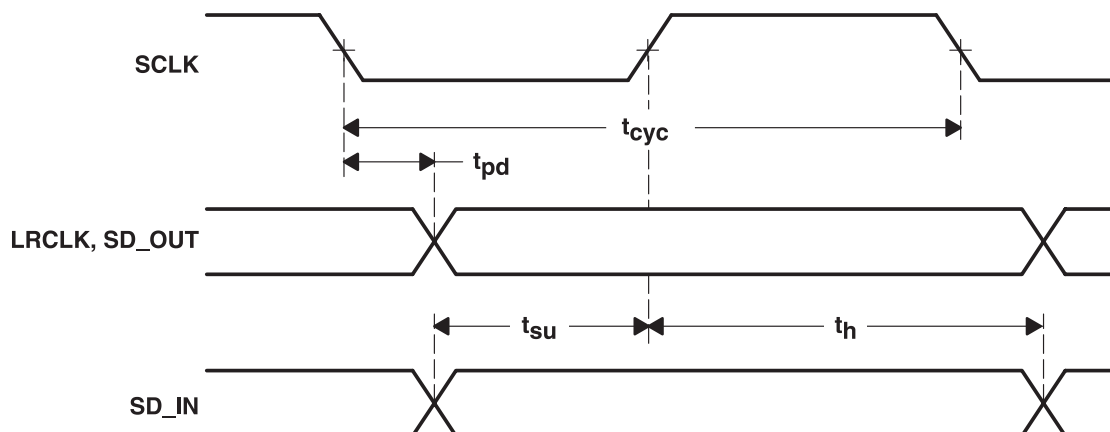 SCLK
tcyc
tpd
LRCLK, SD_OUT
tsu
th
SD_IN